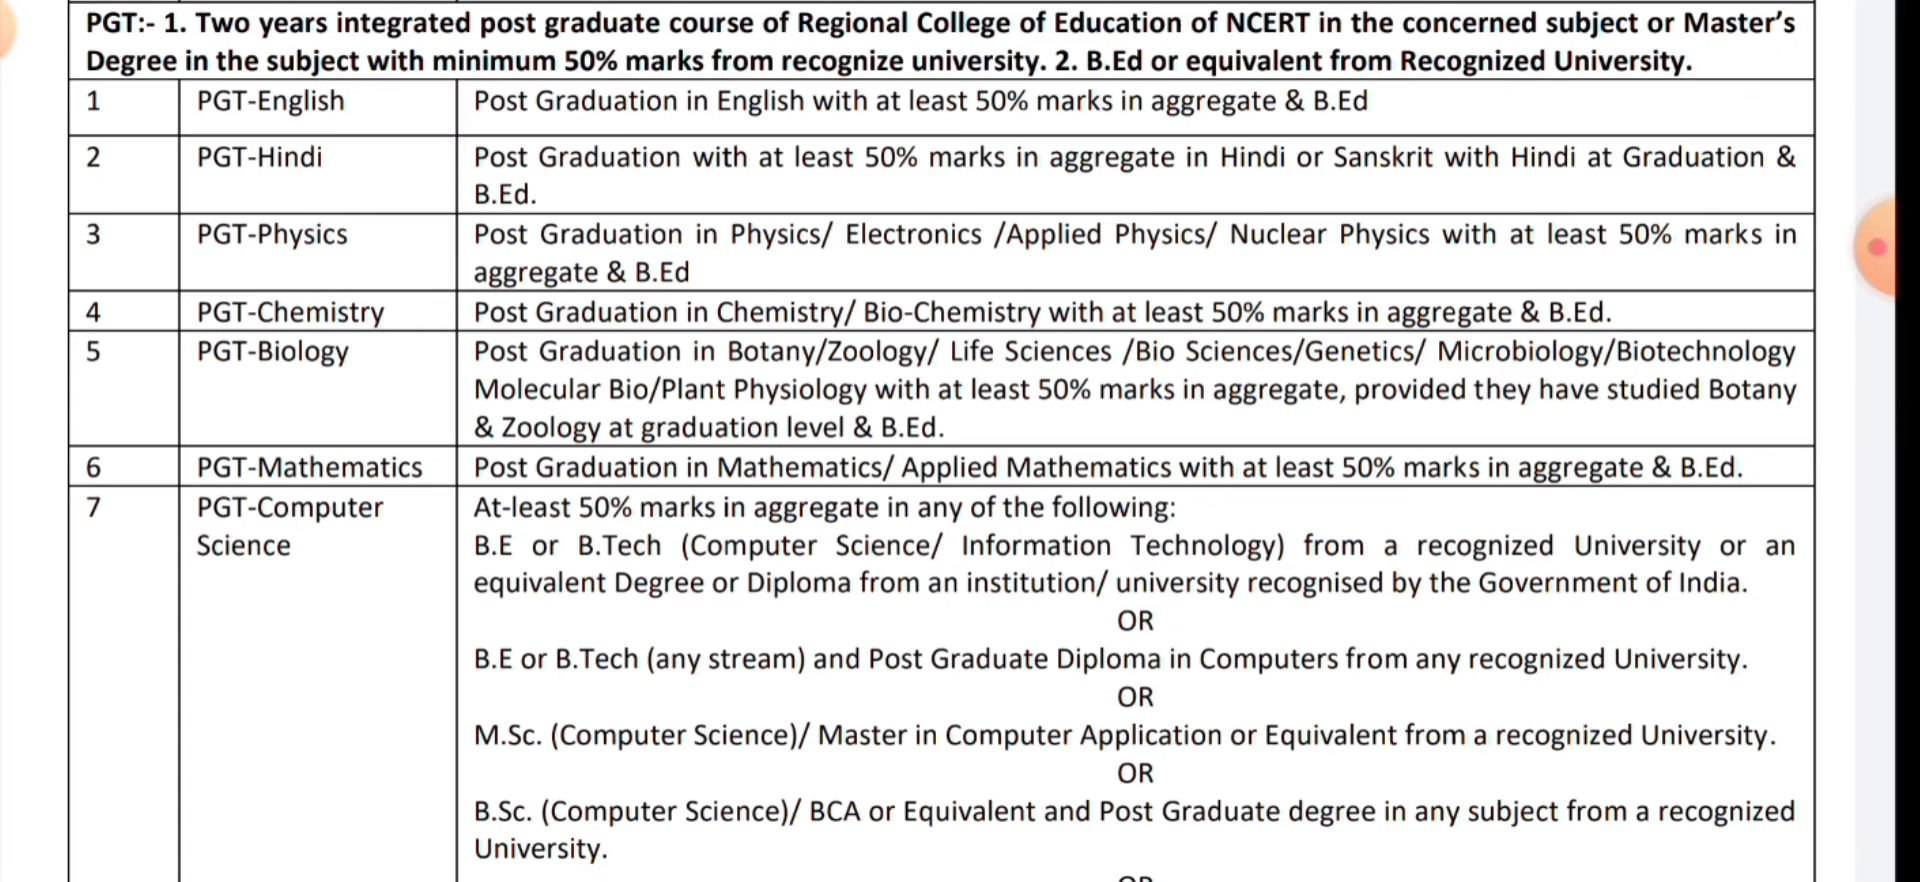 PGT:- 1. Two years integrated post graduate course of Regional College of Education of NCERT in the concerned subject or Master's
Degree in the subject with minimum 50% marks from recognize university. 2. B.Ed or equivalent from Recognized University.
1 PGT-English Post Graduation in English with at least 50% marks in aggregate & B.Ed
2 PGT-Hindi Post Graduation with at least 50% marks in aggregate in Hindi or Sanskrit with Hindi at Graduation &
B.Ed.
3 PGT-Physics Post Graduation in Physics/ Electronics /Applied Physics/ Nuclear Physics with at least 50% marks in
aggregate & B.Ed
4 PGT-Chemistry Post Graduation in Chemistry/ Bio-Chemistry with at least 50% marks in aggregate & B.Ed.
5 PGT-Biology Post Graduation in Botany/Zoology/ Life Sciences /Bio Sciences/Genetics/ Microbiology/Biotechnology
Molecular Bio/Plant Physiology with at least 50% marks in aggregate, provided they have studied Botany
& Zoology at graduation level & B.Ed.
6 PGT-Mathematics Post Graduation in Mathematics/ Applied Mathematics with at least 50% marks in aggregate & B.Ed.
7 PGT-Computer At-least 50% marks in aggregate in any of the following:
Science B.E or B.Tech (Computer Science/ Information Technology) from a recognized University or an
equivalent Degree or Diploma from an institution/ university recognised by the Government of India.
OR
B.E or B.Tech (any stream) and Post Graduate Diploma in Computers from any recognized University.
OR
M.Sc. (Computer Science)/ Master in Computer Application or Equivalent from a recognized University.
OR
B.Sc. (Computer Science)/ BCA or Equivalent and Post Graduate degree in any subject from a recognized
University.